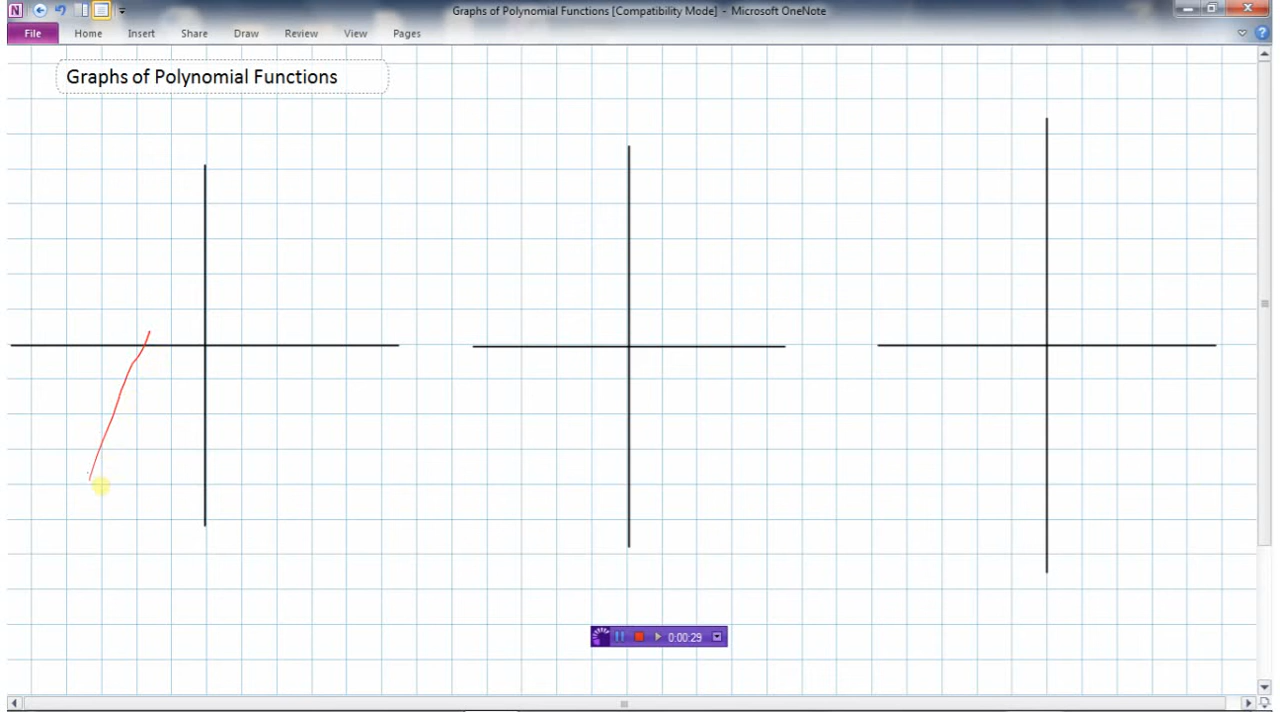 Graphs of Polynomial Functions [Compatibility Mode] - Microsoft OneNote
File Home Insert Share Draw Review View Pages
Graphs of Polynomial Functions
0:00:29